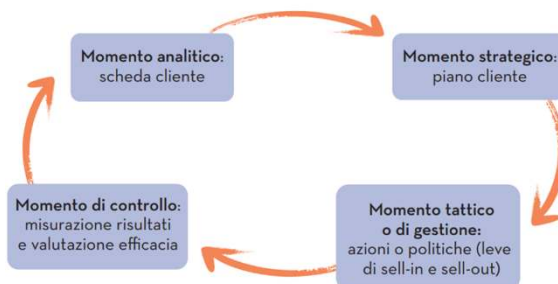 Momento analitico:
scheda cliente
Momento strategico:
piano cliente
Momento tattico
o di gestione:
azioni o politiche (leve
di sell-in e sell-out)
Momento di controllo:
misurazione risultati
e valutazione efficacia